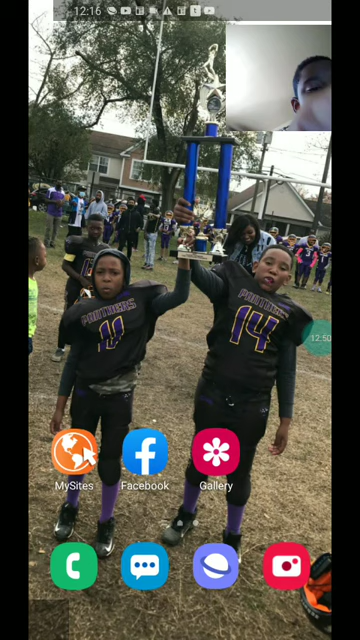 12:16
PANTHERS
11
PANTHERS
14
12:50
MySites
Facebook
Gallery